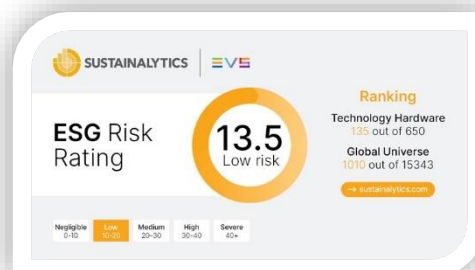 SUSTAINALYTICS
EVS
ESG Risk
Rating
13.5
Low risk
Ranking
Technology Hardware
135 out of 650
Global Universe
1010 out of 15343
→ sustainalytics.com
Negligible
0-10
Low
10-20
Medium
20-30
High
30-40
Severe
40+